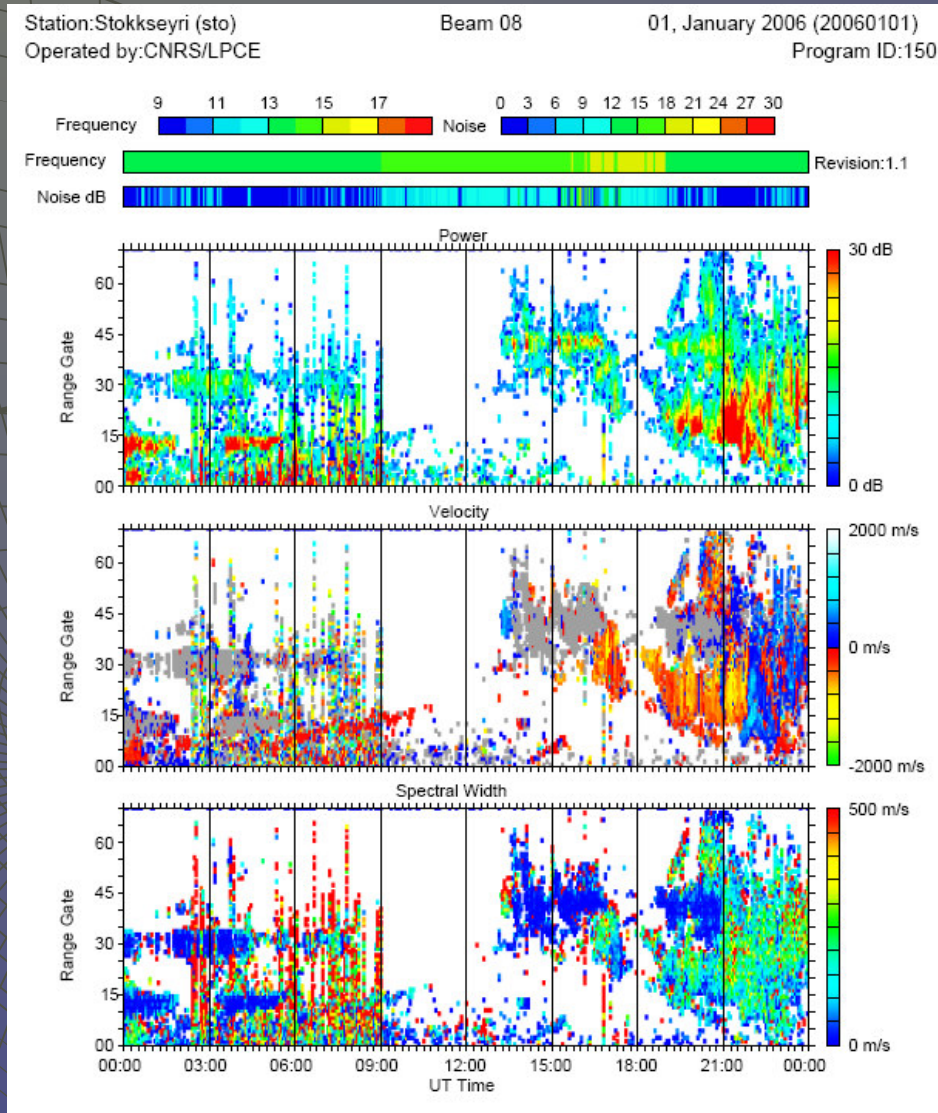 Station:Stokkseyri (sto) Beam 08 01, January 2006 (20060101)
Operated by:CNRS/LPCE Program ID:150
9 11 13 15 17 0 3 6 9 12 15 18 21 24 27 30
Frequency Noise
Frequency Revision:1.1
Noise dB
Power
60 30 dB
45
Range Gate
30
15
00 0 dB
Velocity
60 2000 m/s
45
Range Gate 0 m/s
30
15
00 -2000 m/s
Spectral Width
60 500 m/s
45
Range Gate
30
15
00 0 m/s
00:00 03:00 06:00 09:00 12:00 15:00 18:00 21:00 00:00
UT Time